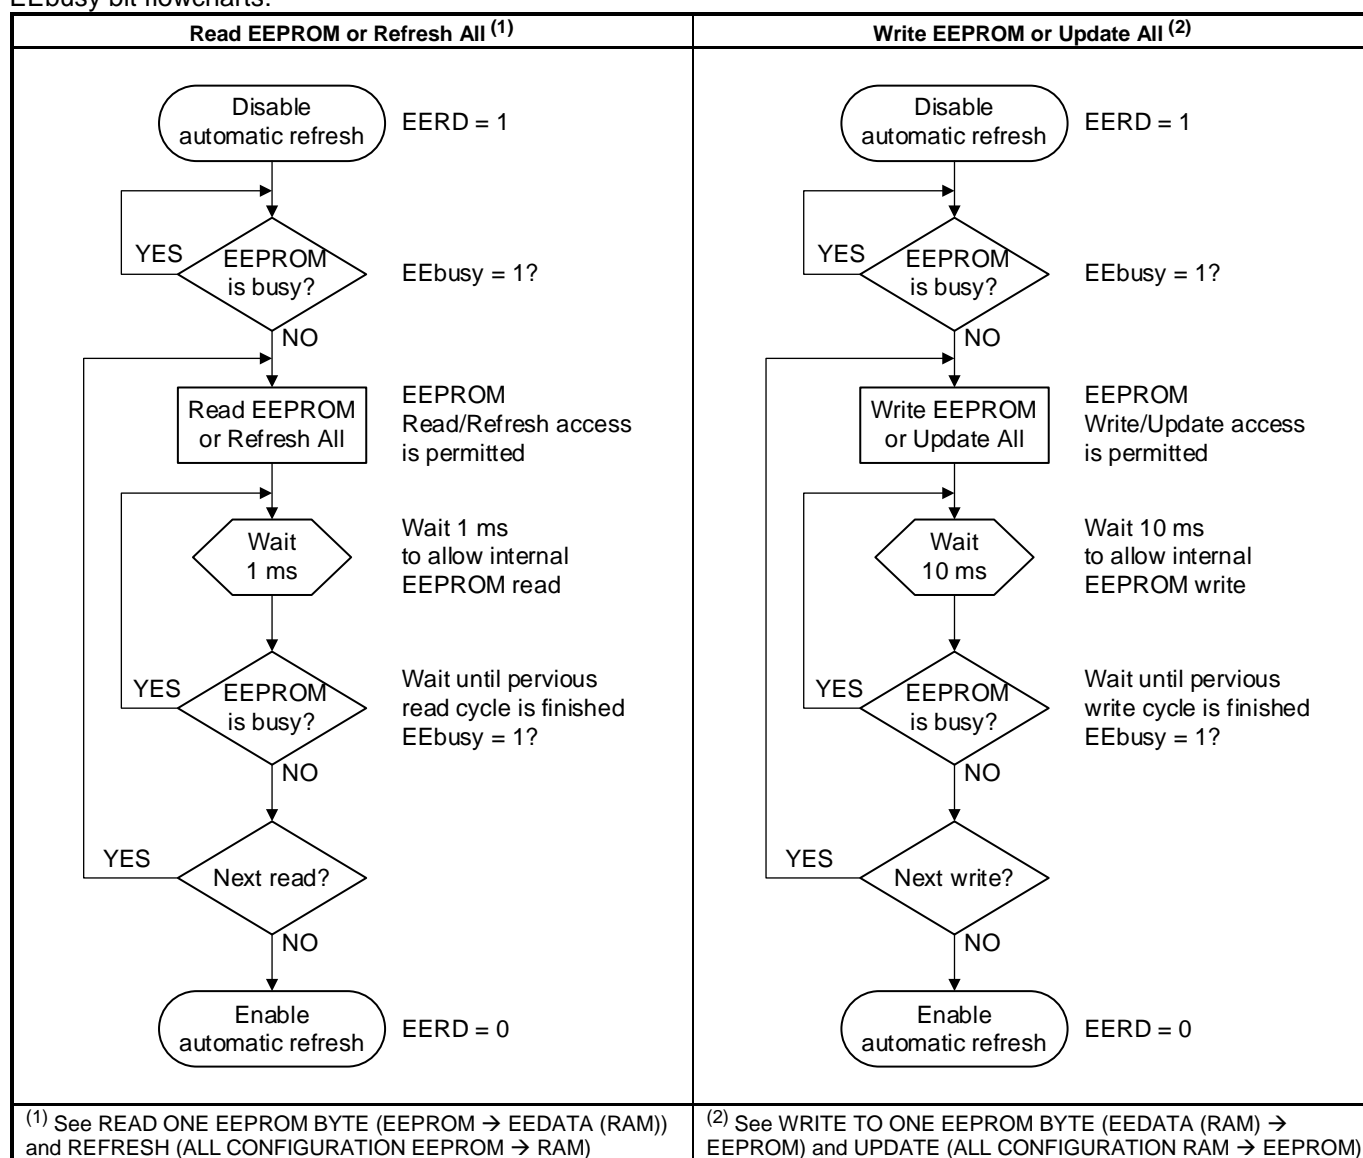 EEbusy bit flowcharts:
Read EEPROM or Refresh All (1)
Disable
automatic refresh
EERD = 1
YES
EEPROM
is busy?
EEbusy = 1?
NO
Read EEPROM
or Refresh All
EEPROM
Read/Refresh access
is permitted
Wait
1 ms
Wait 1 ms
to allow internal
EEPROM read
YES
EEPROM
is busy?
Wait until pervious
read cycle is finished
EEbusy = 1?
NO
YES
Next read?
NO
Enable
automatic refresh
EERD = 0
(1) See READ ONE EEPROM BYTE (EEPROM → EEDATA (RAM))
and REFRESH (ALL CONFIGURATION EEPROM → RAM)
Write EEPROM or Update All (2)
Disable
automatic refresh
EERD = 1
YES
EEPROM
is busy?
EEbusy = 1?
NO
Write EEPROM
or Update All
EEPROM
Write/Update access
is permitted
Wait
10 ms
Wait 10 ms
to allow internal
EEPROM write
YES
EEPROM
is busy?
Wait until pervious
write cycle is finished
EEbusy = 1?
NO
YES
Next write?
NO
Enable
automatic refresh
EERD = 0
(2) See WRITE TO ONE EEPROM BYTE (EEDATA (RAM) →
EEPROM) and UPDATE (ALL CONFIGURATION RAM → EEPROM)